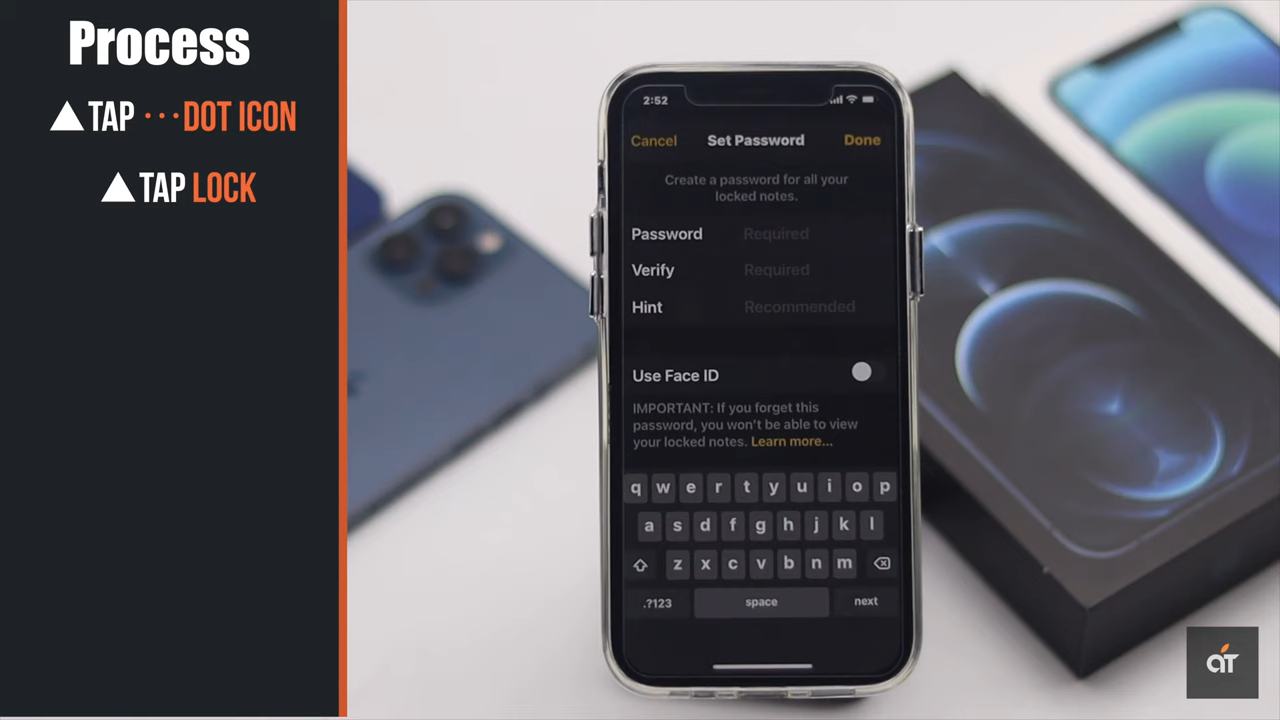 Process
TAP ··· DOT ICON
TAP LOCK
2:52
Cancel Set Password Done
Create a password for all your
locked notes.
Password Required
Verify Required
Hint Recommended
Use Face ID
IMPORTANT: If you forget this
password, you won't be able to view
your locked notes. Learn more...
q w e r t y u i o p
a s d f g h j k l
z x c v b n m
.?123 space next
aT